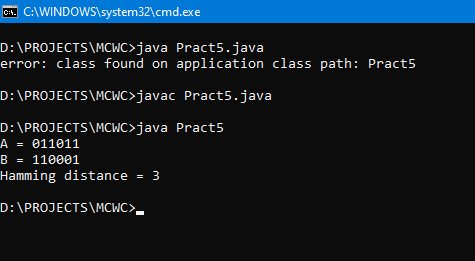 C:\WINDOWS\system32\cmd.exe
D:\PROJECTS\MCWC>java Pract5.java
error: class found on application class path: Pract5
D:\PROJECTS\MCWC>javac Pract5.java
D:\PROJECTS\MCWC>java Pract5
A = 011011
B = 110001
Hamming distance = 3
D:\PROJECTS\MCWC>